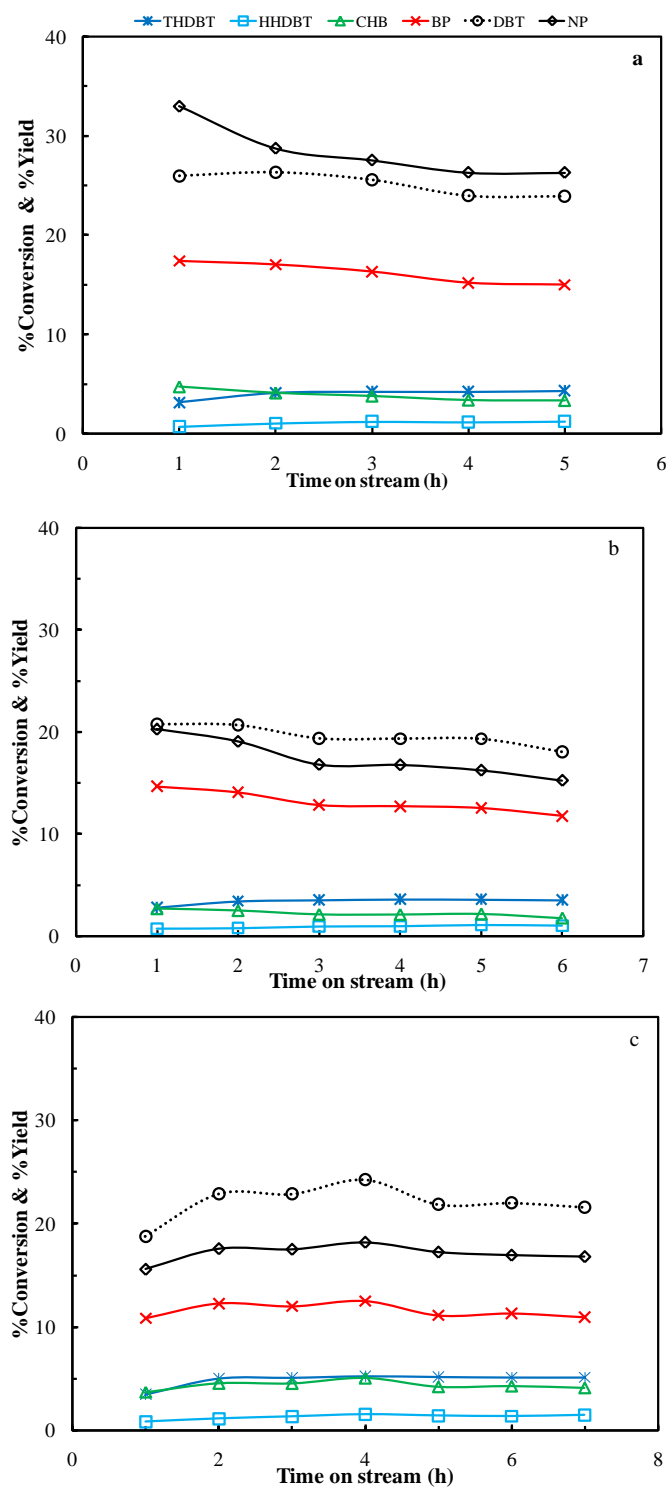 THDBT HHDBT CHB BP DBT NP
a
40
30
20
10
0
%Conversion & %Yield
0 1 2 3 4 5 6
Time on stream (h)
b
40
30
20
10
0
%Conversion & %Yield
0 1 2 3 4 5 6 7
Time on stream (h)
c
40
30
20
10
0
%Conversion & %Yield
0 2 4 6 8
Time on stream (h)